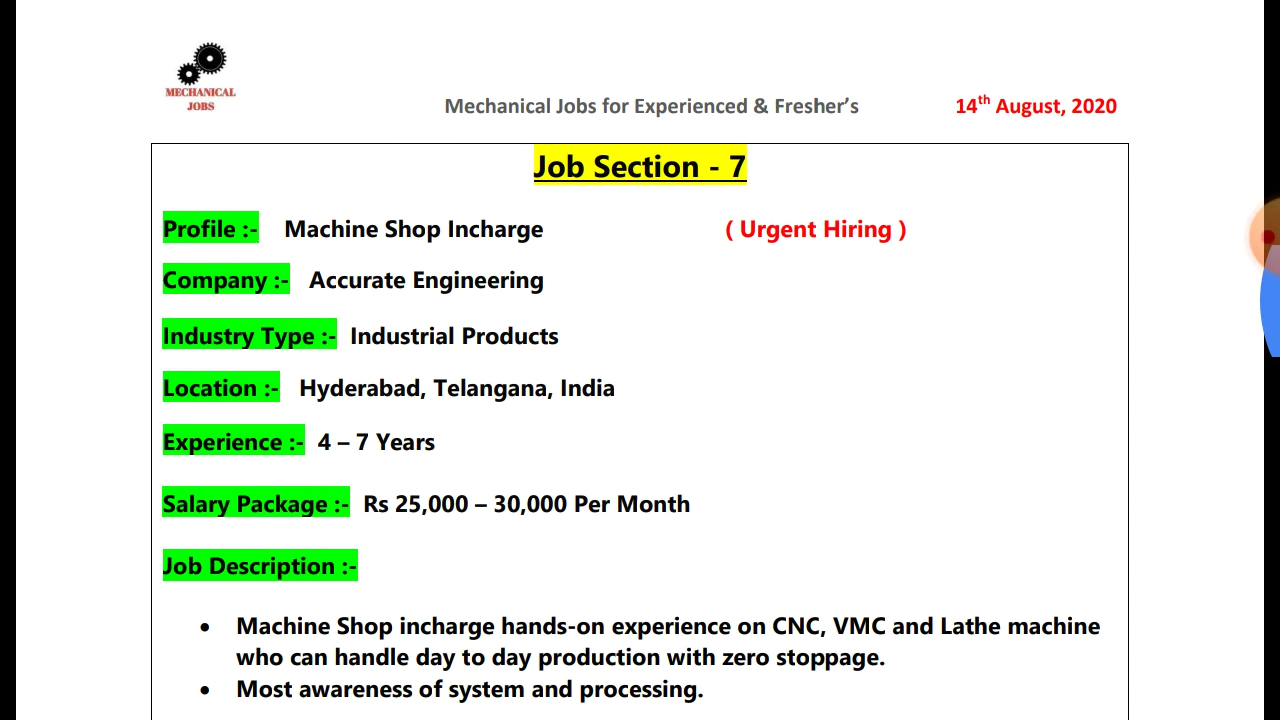 MECHANICAL
JOBS
Mechanical Jobs for Experienced & Fresher’s 14th August, 2020
Job Section - 7
Profile :- Machine Shop Incharge ( Urgent Hiring )
Company :- Accurate Engineering
Industry Type :- Industrial Products
Location :- Hyderabad, Telangana, India
Experience :- 4 – 7 Years
Salary Package :- Rs 25,000 – 30,000 Per Month
Job Description :-
• Machine Shop incharge hands-on experience on CNC, VMC and Lathe machine
who can handle day to day production with zero stoppage.
• Most awareness of system and processing.